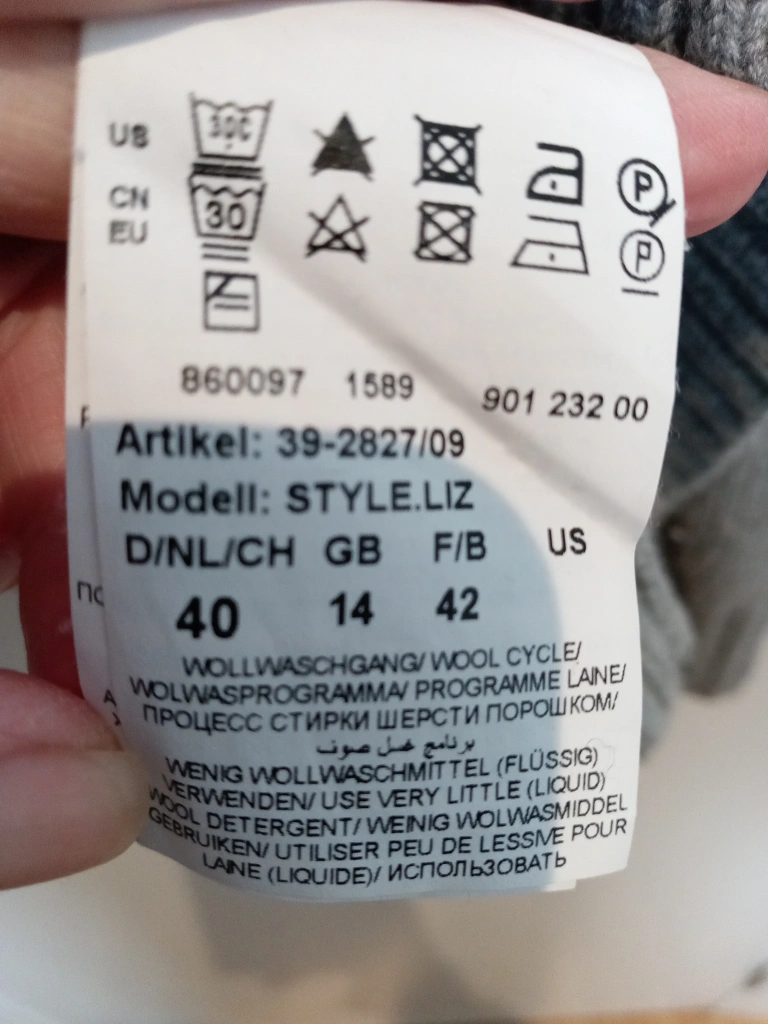 US 30C
CN
EU 30
P
P
860097 1589 901 232 00
Artikel: 39-2827/09
Modell: STYLE.LIZ
D/NL/CH GB F/B US
40 14 42
WOLLWASCHGANG/ WOOL CYCLE/
WOLWASPROGRAMMA/ PROGRAMME LAINE/
ПРОЦЕСС СТИРКИ ШЕРСТИ ПОРОШКОМ/
برنامج غسل صوف
WENIG WOLLWASCHMITTEL (FLÜSSIG)
VERWENDEN/ USE VERY LITTLE (LIQUID)
WOOL DETERGENT/ WEINIG WOLWASMIDDEL
GEBRUIKEN/ UTILISER PEU DE LESSIVE POUR
LAINE (LIQUIDE)/ ИСПОЛЬЗОВАТЬ